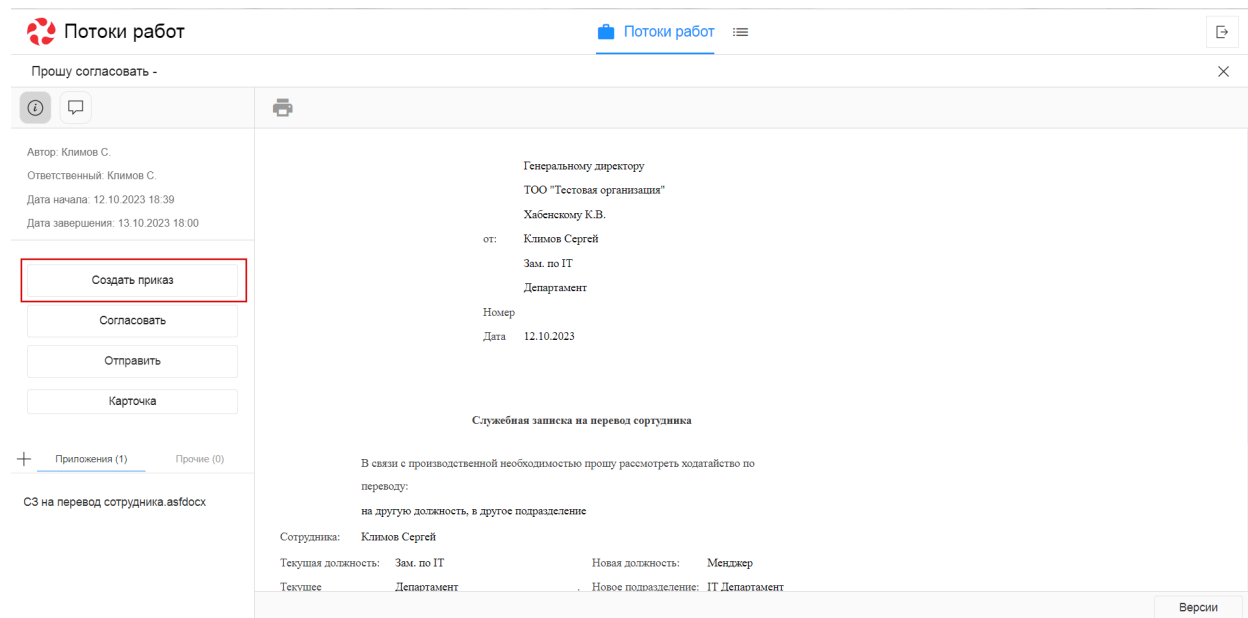 Потоки работ
Потоки работ
Прошу согласовать -
Автор: Климов С.
Ответственный: Климов С.
Дата начала: 12.10.2023 18:39
Дата завершения: 13.10.2023 18:00
Создать приказ
Согласовать
Отправить
Карточка
Приложения (1) Прочие (0)
СЗ на перевод сотрудника.asfdocx
Генеральному директору
ТОО "Тестовая организация"
Хабенскому К.В.
от: Климов Сергей
Зам. по IT
Департамент
Номер
Дата 12.10.2023
Служебная записка на перевод сортудника
В связи с производственной необходимостью прошу рассмотреть ходатайство по
переводу:
на другую должность, в другое подразделение
Сотрудника: Климов Сергей
Текущая должность: Зам. по IT Новая должность: Менджер
Текущее Департамент . Новое подразделение: IT Департамент
Версии